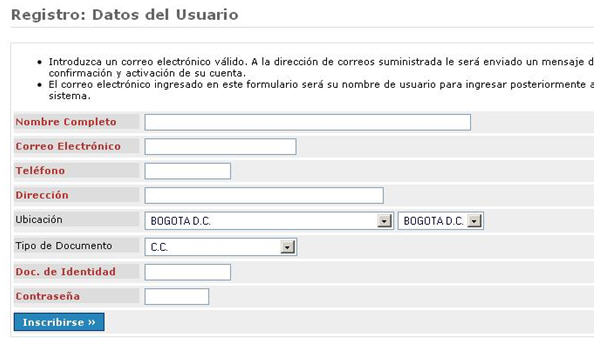 Registro: Datos del Usuario
Introduzca un correo electrónico válido. A la dirección de correos suministrada le será enviado un mensaje d
confirmación y activación de su cuenta.
El correo electrónico ingresado en este formulario será su nombre de usuario para ingresar posteriormente a
sistema.
Nombre Completo
Correo Electrónico
Teléfono
Dirección
Ubicación BOGOTA D.C. BOGOTA D.C.
Tipo de Documento C.C.
Doc. de Identidad
Contraseña
Inscribirse »